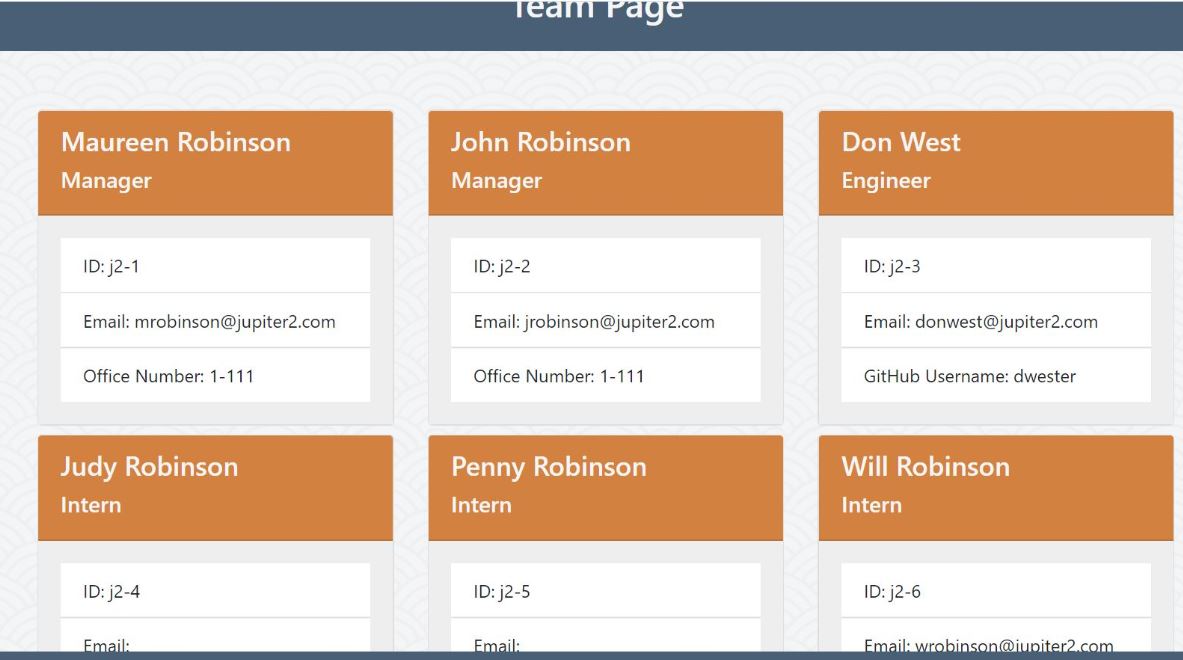 Team Page
Maureen Robinson
Manager
ID: j2-1
Email: mrobinson@jupiter2.com
Office Number: 1-111
John Robinson
Manager
ID: j2-2
Email: jrobinson@jupiter2.com
Office Number: 1-111
Don West
Engineer
ID: j2-3
Email: donwest@jupiter2.com
GitHub Username: dwester
Judy Robinson
Intern
ID: j2-4
Email:
Penny Robinson
Intern
ID: j2-5
Email:
Will Robinson
Intern
ID: j2-6
Email: wrobinson@jupiter2.com